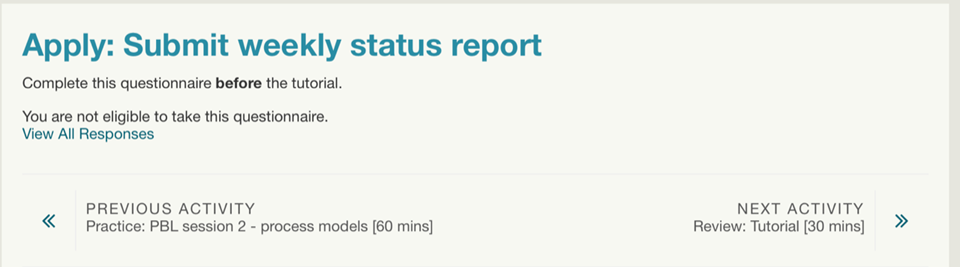 Apply: Submit weekly status report
Complete this questionnaire before the tutorial.
You are not eligible to take this questionnaire.
View All Responses
PREVIOUS ACTIVITY
Practice: PBL session 2 - process models [60 mins]
NEXT ACTIVITY
Review: Tutorial [30 mins]